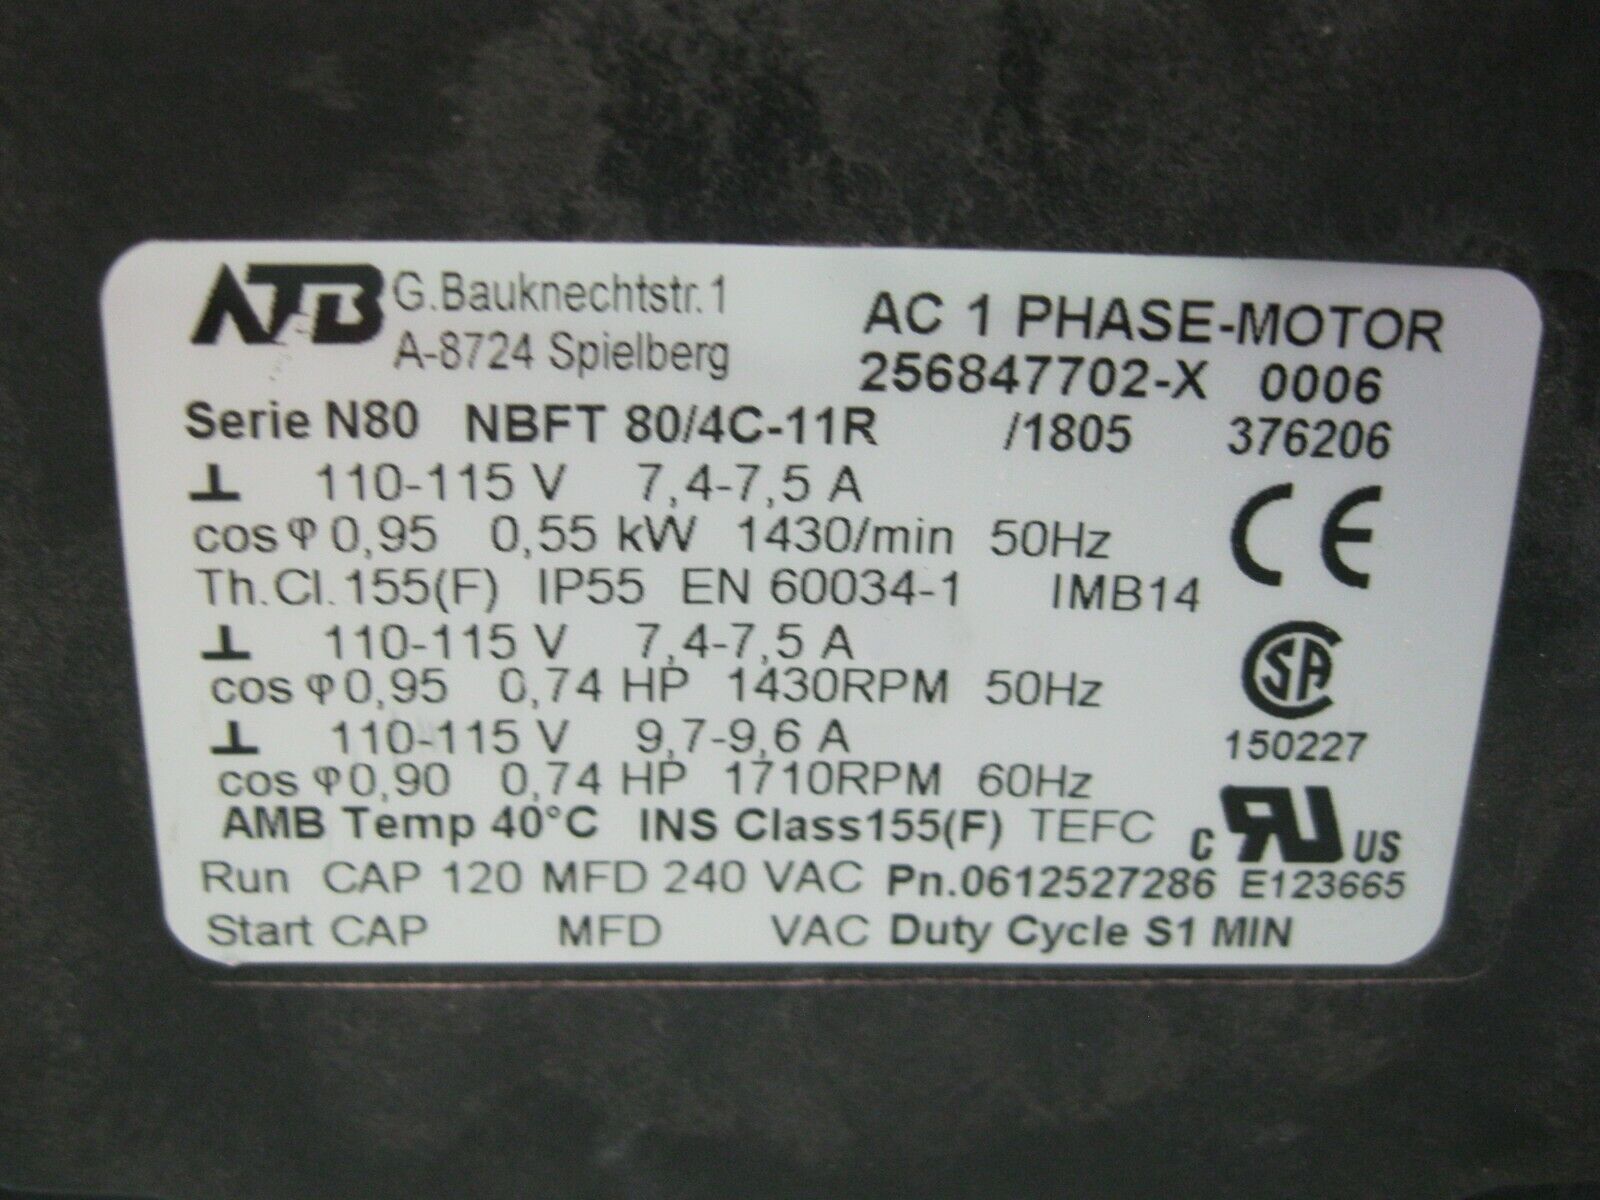 ATB G.Bauknechtstr.1
A-8724 Spielberg
AC 1 PHASE-MOTOR
256847702-X 0006
Serie N80 NBFT 80/4C-11R /1805 376206
⊥ 110-115 V 7,4-7,5 A
cos φ 0,95 0,55 kW 1430/min 50Hz
CE
Th.Cl.155(F) IP55 EN 60034-1 IMB14
⊥ 110-115 V 7,4-7,5 A
cos φ 0,95 0,74 HP 1430RPM 50Hz
CSA
⊥ 110-115 V 9,7-9,6 A
150227
cos φ 0,90 0,74 HP 1710RPM 60Hz
AMB Temp 40°C INS Class155(F) TEFC
C RU US
Run CAP 120 MFD 240 VAC Pn.0612527286 E123665
Start CAP MFD VAC Duty Cycle S1 MIN